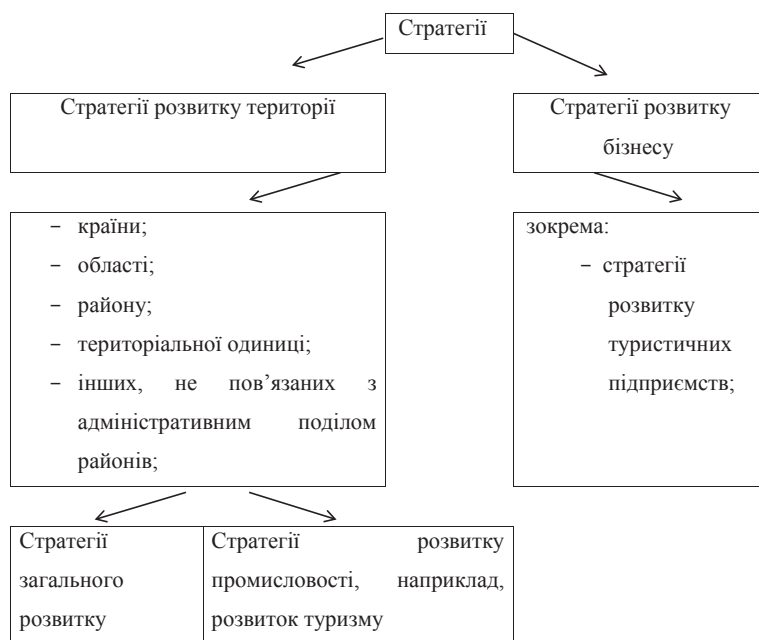 Стратегії
Стратегії розвитку території
Стратегії розвитку
бізнесу
− країни;
− області;
− району;
− територіальної одиниці;
− інших, не пов’язаних з
адміністративним поділом
районів;
зокрема:
− стратегії
розвитку
туристичних
підприємств;
Стратегії
загального
розвитку
Стратегії розвитку
промисловості, наприклад,
розвиток туризму